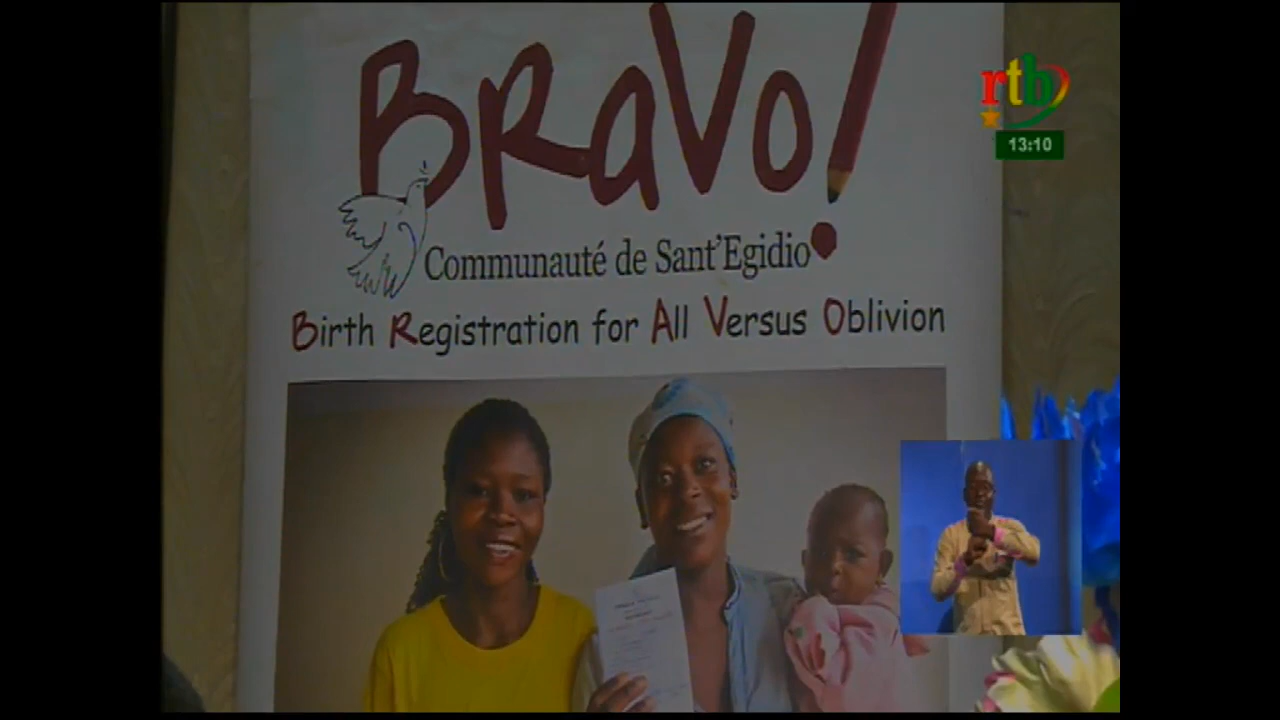 BRaVo!
rtb
13:10
Communauté de Sant'Egidio
Birth Registration for All Versus Oblivion